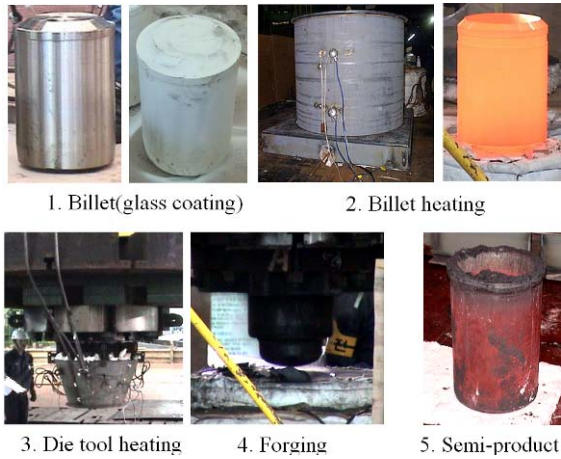 1. Billet(glass coating)
2. Billet heating
3. Die tool heating
4. Forging
5. Semi-product